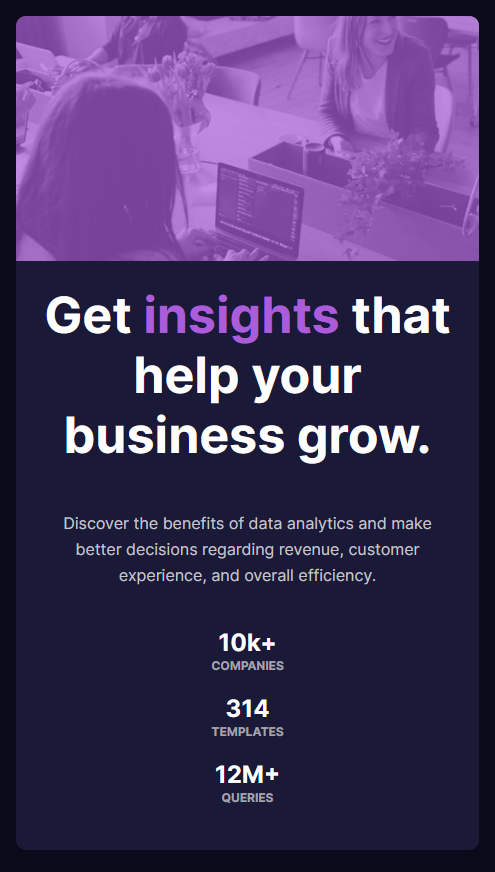 Get insights that
help your
business grow.
Discover the benefits of data analytics and make
better decisions regarding revenue, customer
experience, and overall efficiency.
10k+
COMPANIES
314
TEMPLATES
12M+
QUERIES